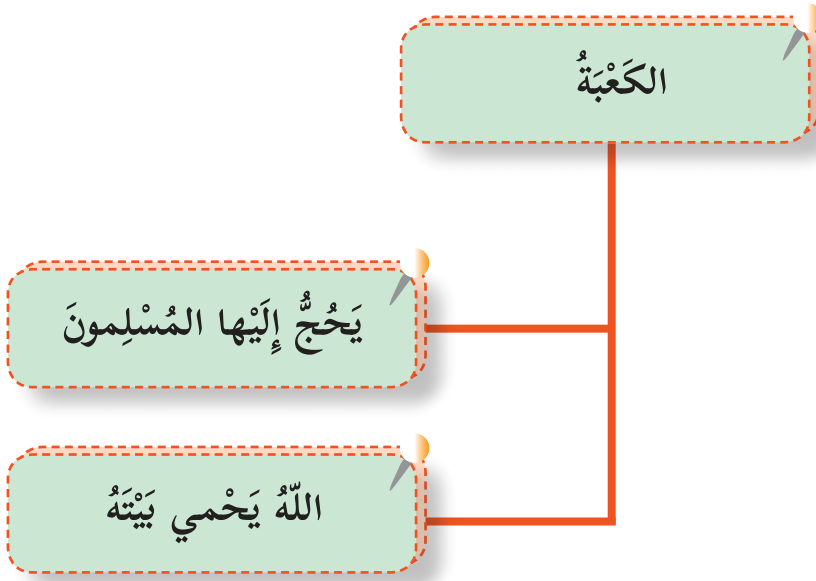 الكَعْبَةُ
يَحُجُّ إِلَيْها المُسْلِمونَ
اللّهُ يَحْمي بَيْتَهُ